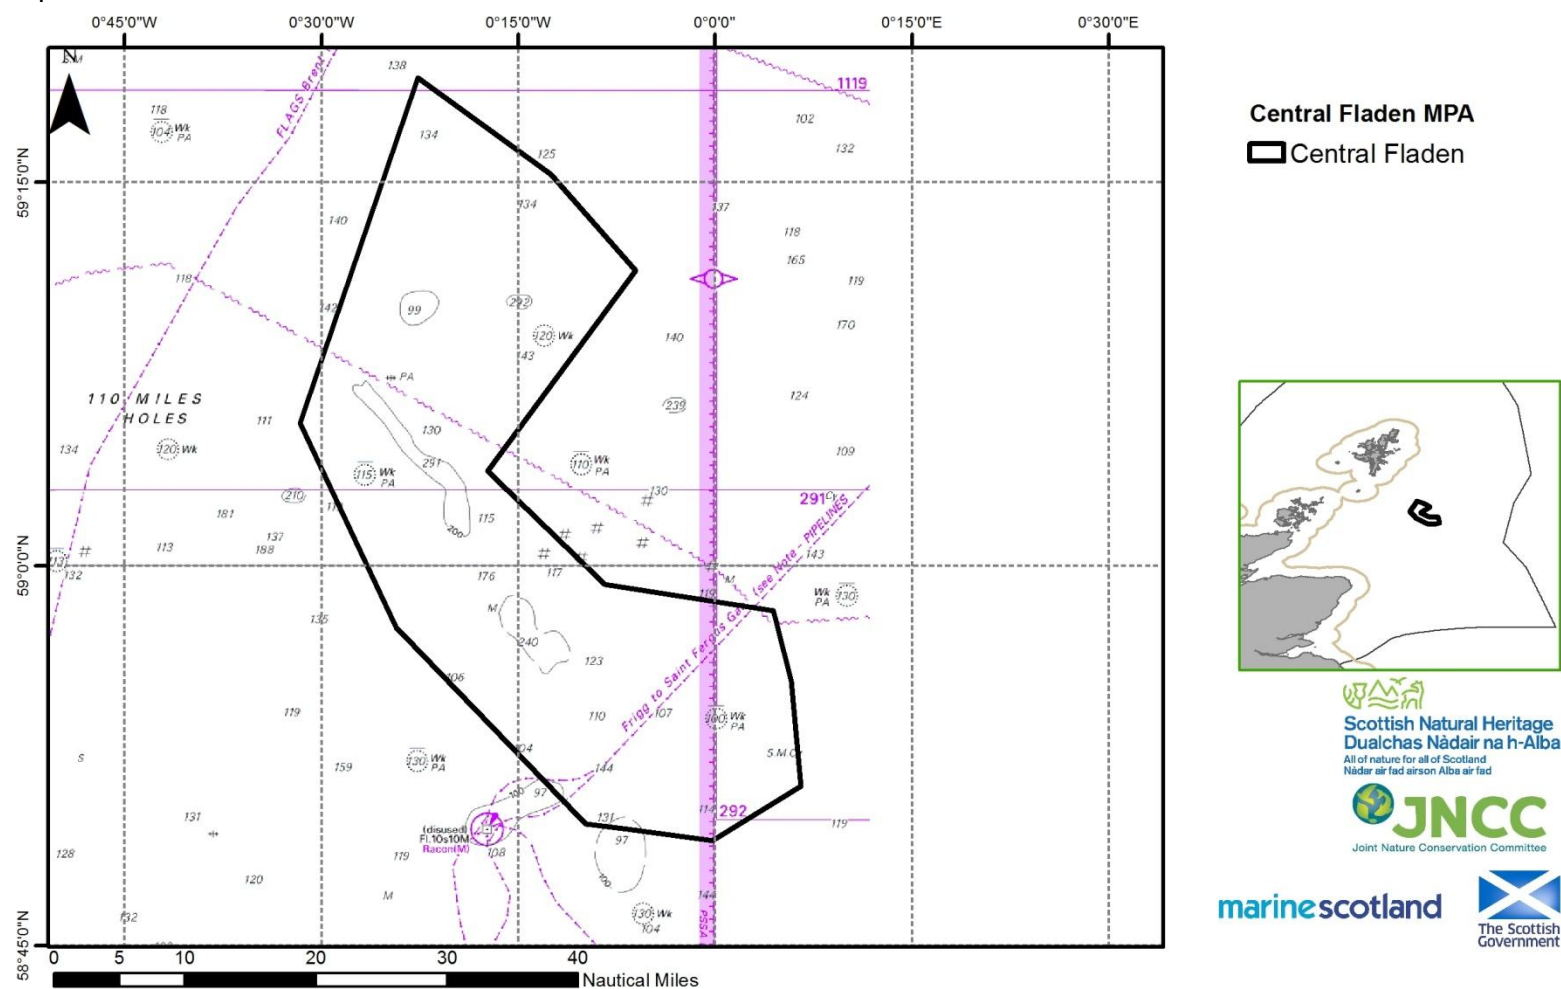 0°45'0"W 0°30'0"W 0°15'0"W 0°0'0" 0°15'0"E 0°30'0"E
N
S.M
138
FLAGS Brent
1119
118
104 Wk
PA
134
102
125
132
59°15'0"N
134
137
140
118
165
118
119
142
99
292
170
120 Wk
140
143
PA
110 MILES
HOLES
124
239
111
130
134
120 Wk
109
115 Wk
PA
291
110 Wk
PA
210
130
291
Cy
181
115
200
137
188
113
143
59°0'0"N
132
176
117
M
119
Wk
PA 130
M
135
240
123
Frigg to Saint Fergus Gas (see Note - PIPELINES
106
119
110
107
100 Wk
PA
S
104
S.M.Cy
159
130 Wk
PA
144
100
97
131
131
114
292
119
(disused)
Fl.10s10M
Racon(M)
97
128
119
108
100
120
M
144
132
130 Wk
104
PSSA
58°45'0"N
0 5 10 20 30 40
Nautical Miles
Central Fladen MPA
Central Fladen
Scottish Natural Heritage
Dualchas Nàdair na h-Alba
All of nature for all of Scotland
Nàdar air fad airson Alba air fad
JNCC
Joint Nature Conservation Committee
marinescotland
The Scottish
Government